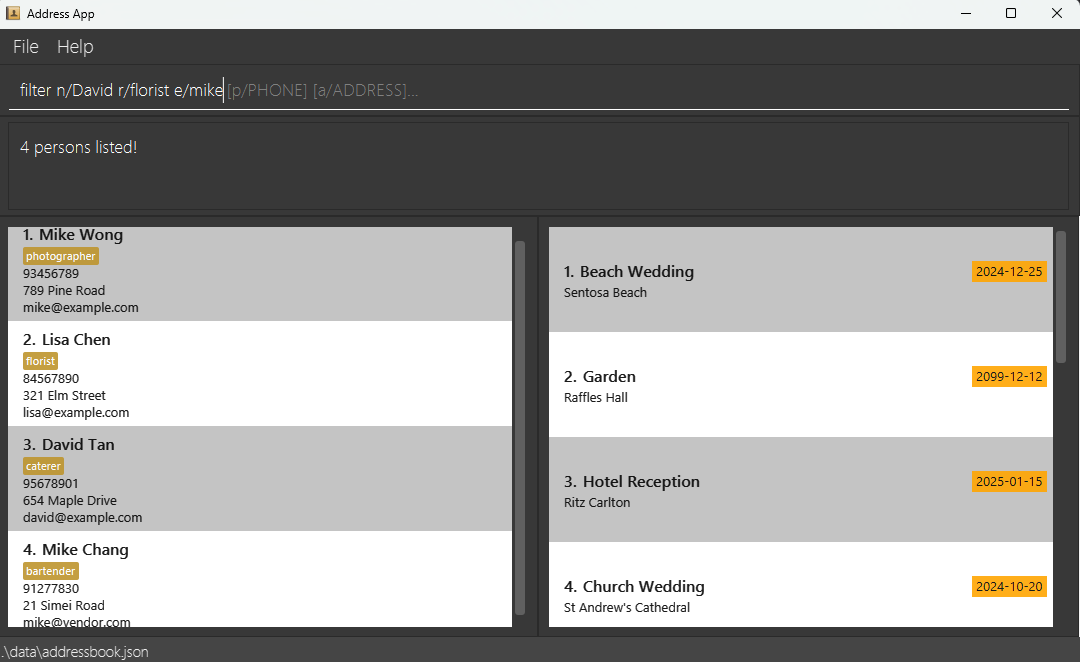 Address App
File Help
filter n/David r/florist e/mike [p/PHONE] [a/ADDRESS]...
4 persons listed!
1. Mike Wong
photographer
93456789
789 Pine Road
mike@example.com
2. Lisa Chen
florist
84567890
321 Elm Street
lisa@example.com
3. David Tan
caterer
95678901
654 Maple Drive
david@example.com
4. Mike Chang
bartender
91277830
21 Simei Road
mike@vendor.com
1. Beach Wedding
2024-12-25
Sentosa Beach
2. Garden
2099-12-12
Raffles Hall
3. Hotel Reception
2025-01-15
Ritz Carlton
4. Church Wedding
2024-10-20
St Andrew's Cathedral
.\data\addressbook.json